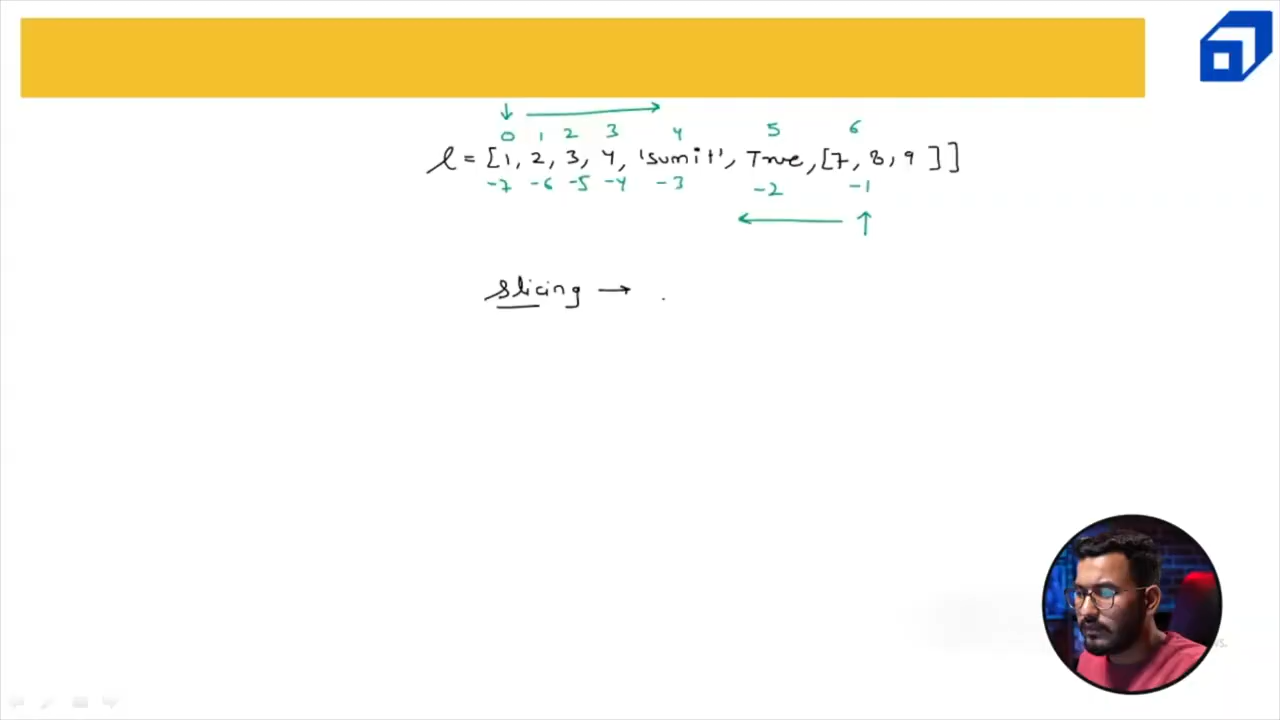 0 1 2 3 4 5 6
l = [1, 2, 3, 4, 'sumit', True, [7, 8, 9]]
-7 -6 -5 -4 -3 -2 -1
slicing →